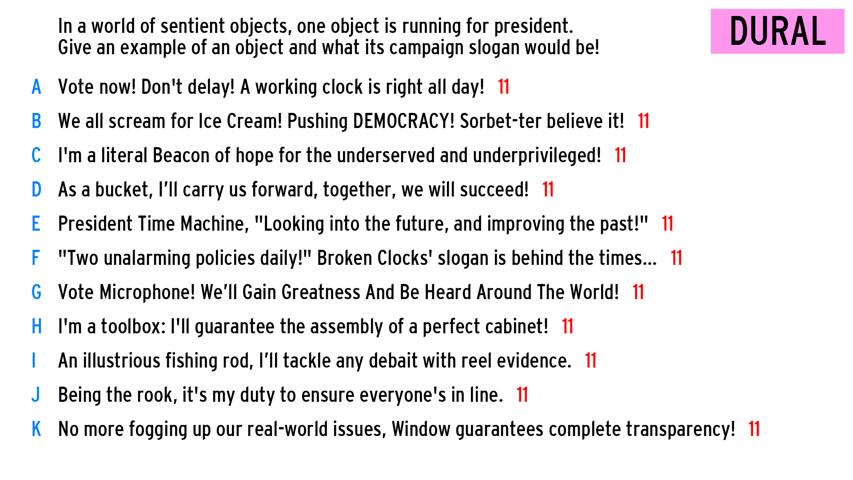 In a world of sentient objects, one object is running for president.
Give an example of an object and what its campaign slogan would be!
DURAL
A Vote now! Don't delay! A working clock is right all day! 11
B We all scream for Ice Cream! Pushing DEMOCRACY! Sorbet-ter believe it! 11
C I'm a literal Beacon of hope for the underserved and underprivileged! 11
D As a bucket, I’ll carry us forward, together, we will succeed! 11
E President Time Machine, "Looking into the future, and improving the past!" 11
F "Two unalarming policies daily!" Broken Clocks' slogan is behind the times... 11
G Vote Microphone! We’ll Gain Greatness And Be Heard Around The World! 11
H I'm a toolbox: I'll guarantee the assembly of a perfect cabinet! 11
I An illustrious fishing rod, I’ll tackle any debait with reel evidence. 11
J Being the rook, it's my duty to ensure everyone's in line. 11
K No more fogging up our real-world issues, Window guarantees complete transparency! 11